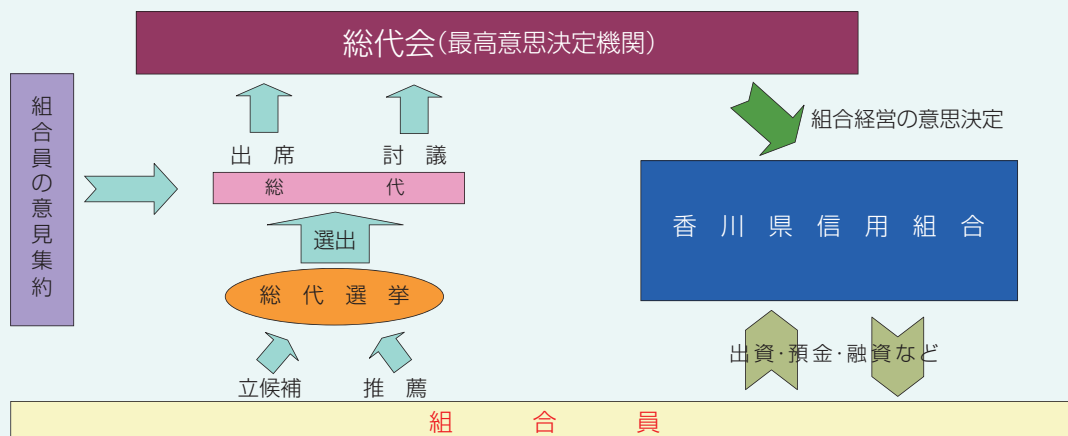 総代会(最高意思決定機関)
組合員の意見集約
組合経営の意思決定
出席
討議
総代
香川県信用組合
選出
総代選挙
出資・預金・融資など
立候補
推薦
組合員